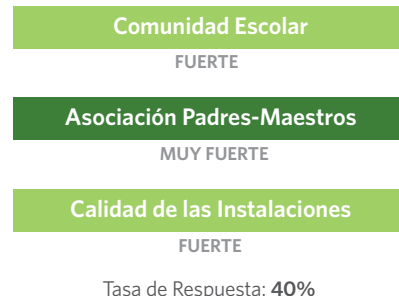 Comunidad Escolar
FUERTE
Asociación Padres-Maestros
MUY FUERTE
Calidad de las Instalaciones
FUERTE
Tasa de Respuesta: 40%